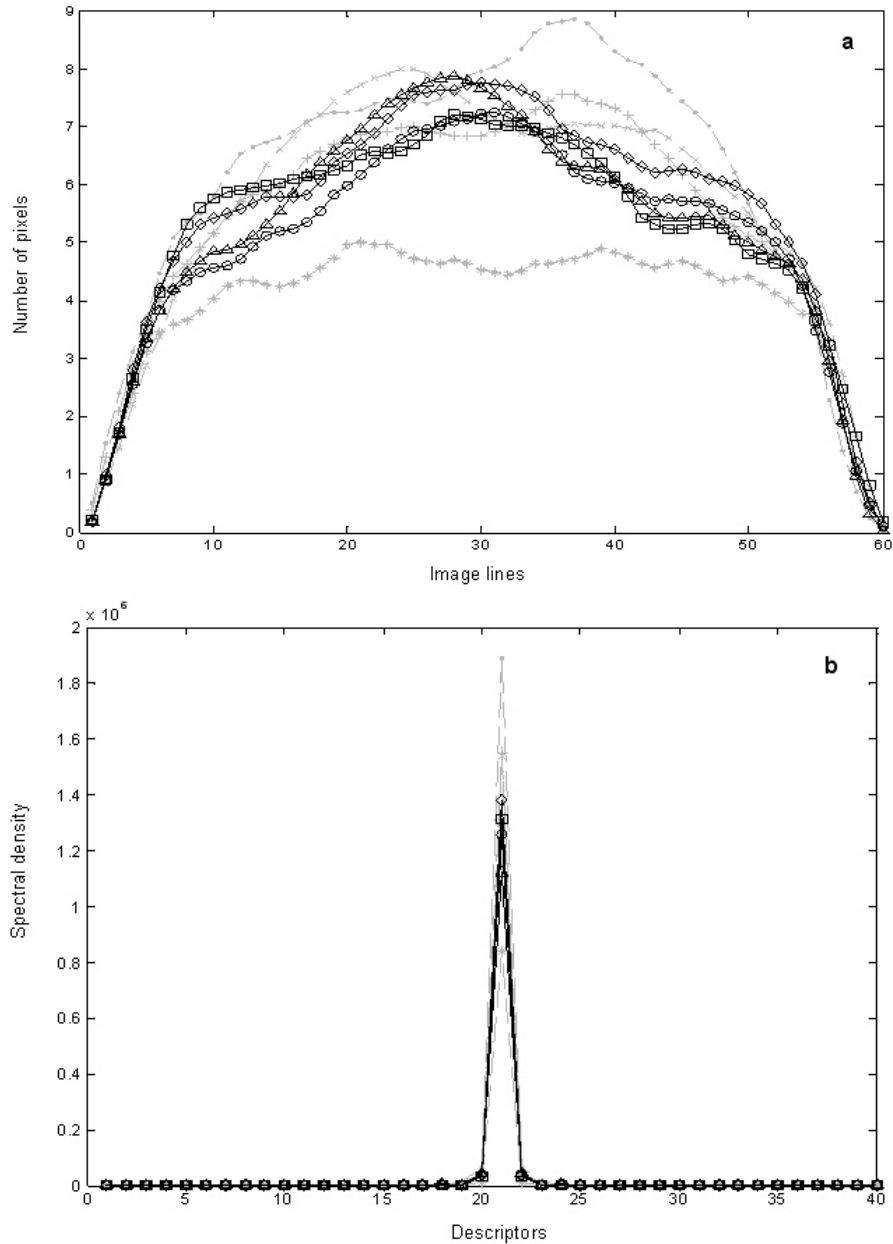 9
8
7
6
5
4
3
2
1
0
a
Number of pixels
0 10 20 30 40 50 60
Image lines
× 10^6
2
1.8
1.6
1.4
1.2
1
0.8
0.6
0.4
0.2
0
b
Spectral density
0 5 10 15 20 25 30 35 40
Descriptors